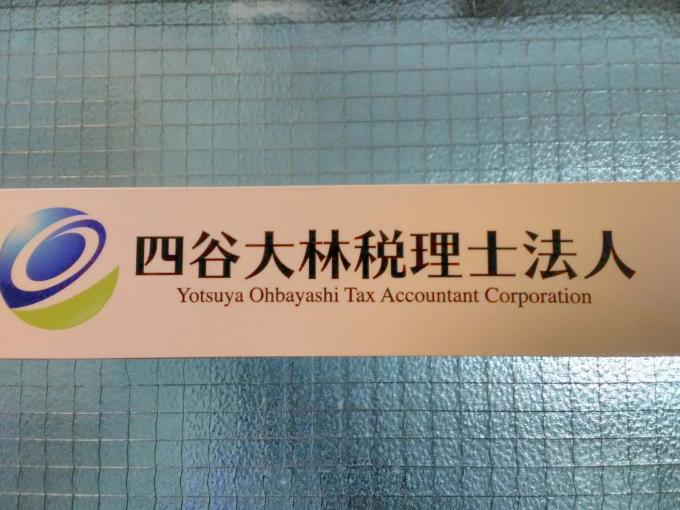 四谷大林税理士法人
Yotsuya Ohbayashi Tax Accountant Corporation